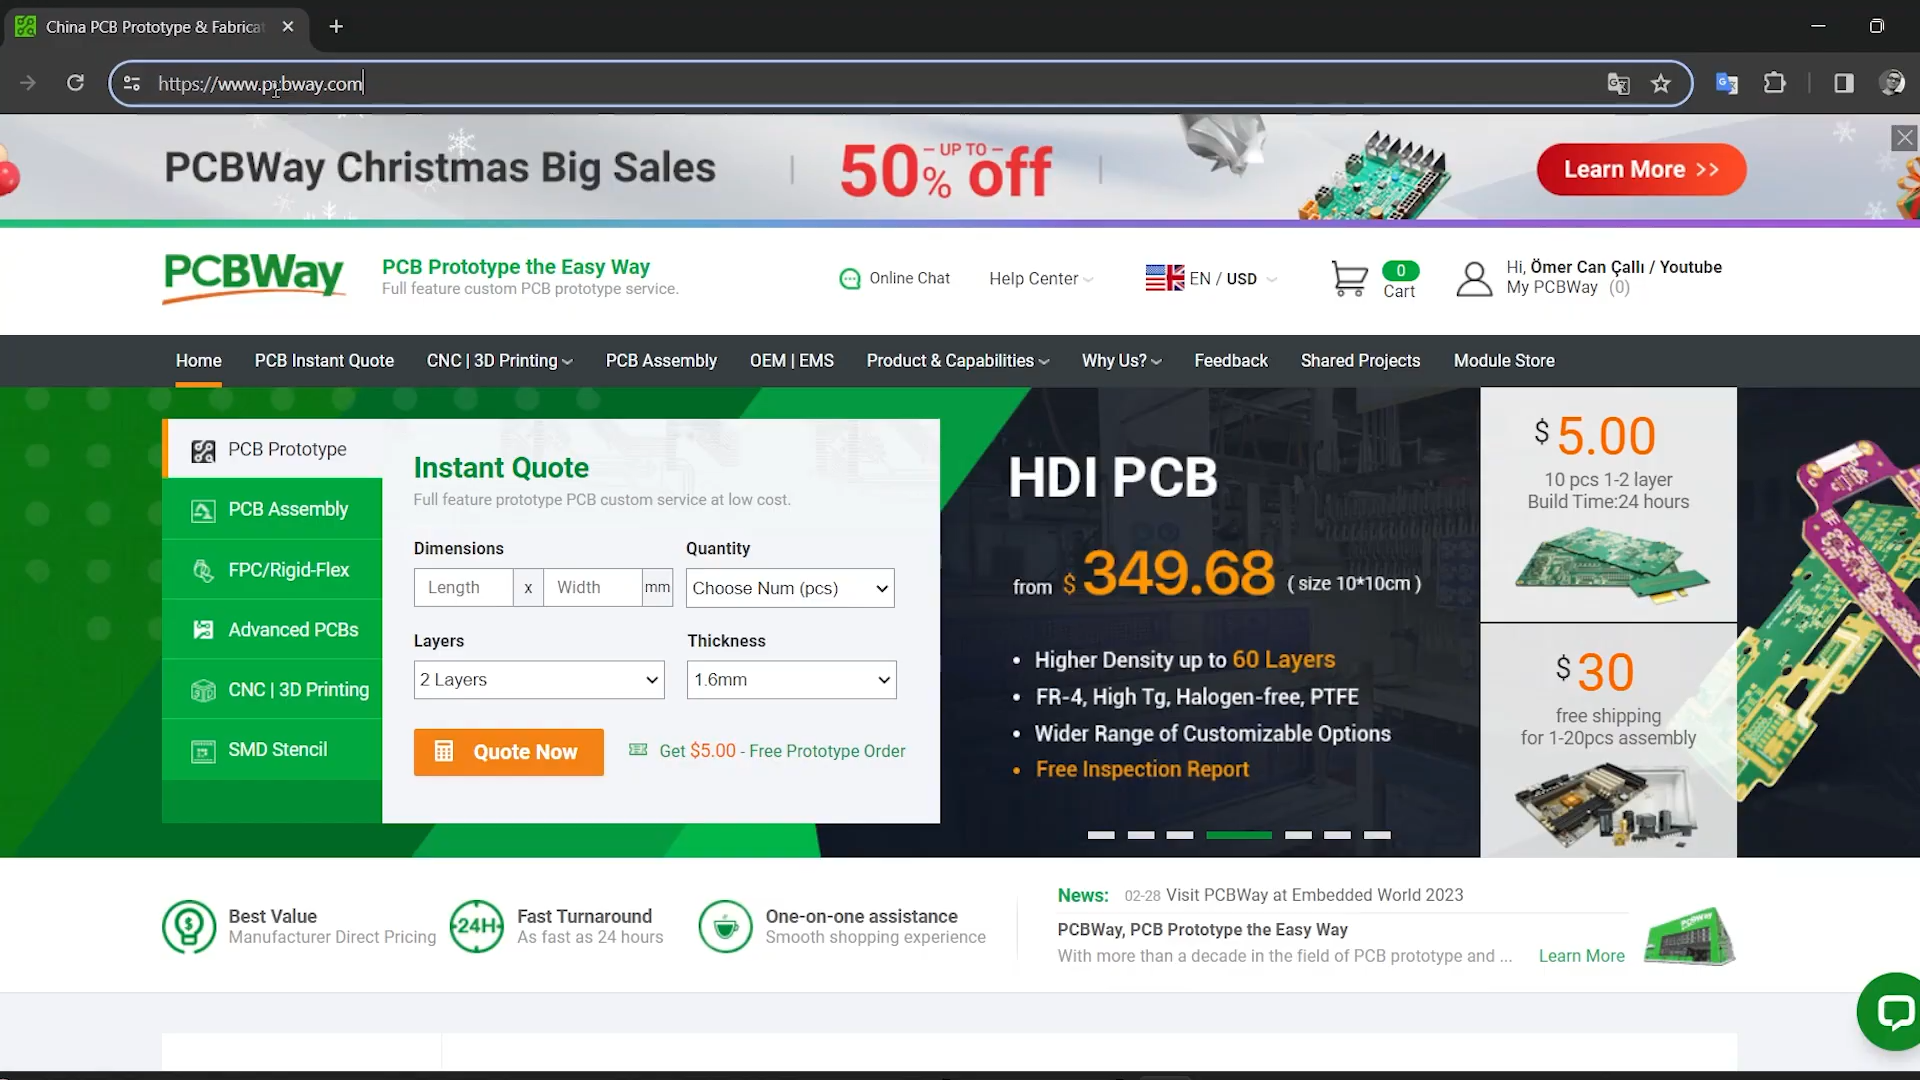 China PCB Prototype & Fabricat
https://www.pcbway.com
PCBWay Christmas Big Sales
UP TO
50% off
Learn More >>
PCBWay
PCB Prototype the Easy Way
Full feature custom PCB prototype service.
Online Chat
Help Center
EN / USD
0
Cart
Hi, Ömer Can Çallı / Youtube
My PCBWay (0)
Home
PCB Instant Quote
CNC | 3D Printing
PCB Assembly
OEM | EMS
Product & Capabilities
Why Us?
Feedback
Shared Projects
Module Store
PCB Prototype
PCB Assembly
FPC/Rigid-Flex
Advanced PCBs
CNC | 3D Printing
SMD Stencil
Instant Quote
Full feature prototype PCB custom service at low cost.
Dimensions
Quantity
Length x Width mm
Choose Num (pcs)
Layers
Thickness
2 Layers
1.6mm
Quote Now
Get $5.00 - Free Prototype Order
HDI PCB
from $ 349.68 ( size 10*10cm )
• Higher Density up to 60 Layers
• FR-4, High Tg, Halogen-free, PTFE
• Wider Range of Customizable Options
• Free Inspection Report
$ 5.00
10 pcs 1-2 layer
Build Time:24 hours
$ 30
free shipping
for 1-20pcs assembly
Best Value
Manufacturer Direct Pricing
24H
Fast Turnaround
As fast as 24 hours
One-on-one assistance
Smooth shopping experience
News: 02-28 Visit PCBWay at Embedded World 2023
PCBWay, PCB Prototype the Easy Way
With more than a decade in the field of PCB prototype and ...
Learn More